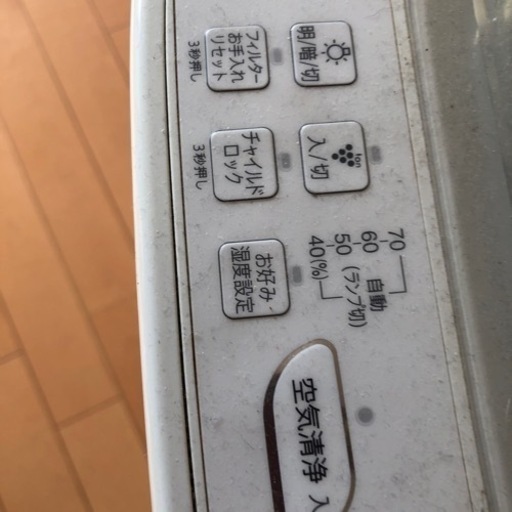 明/暗/切
フィルター
お手入れ
リセット
3秒押し
Ion
入/切
チャイルド
ロック
3秒押し
70
60
50
40(%)
自動
(ランプ切)
お好み
湿度設定
空気清浄
入